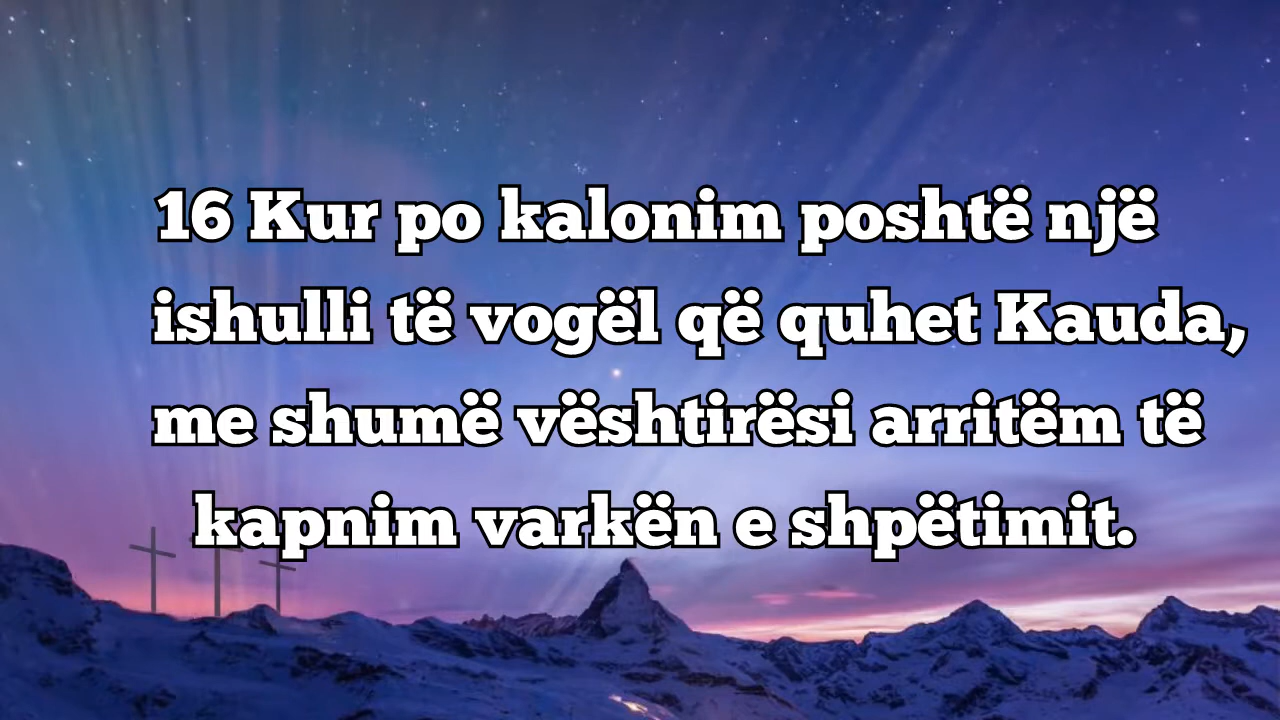 16 Kur po kalonim poshtë një
ishulli të vogël që quhet Kauda,
me shumë vështirësi arritëm të
kapnim varkën e shpëtimit.